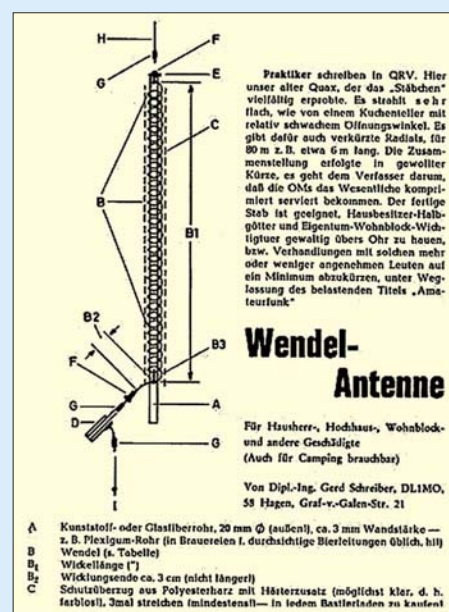 H
F
G
E
Praktiker schreiben in QRV. Hier
unser alter Quax, der das „Stäbchen"
vielfältig erprobte. Es strahlt sehr
flach, wie von einem Kuchenteller mit
relativ schwachem Öffnungswinkel. Es
gibt dafür auch verkürzte Radials, für
80 m z. B. etwa 6 m lang. Die Zusam-
menstellung erfolgte in gewollter
Kürze, es geht dem Verfasser darum,
daß die OMs das Wesentliche kompri-
miert serviert bekommen. Der fertige
Stab ist geeignet, Hausbesitzer-Halb-
götter und Eigentum-Wohnblock-Wich-
tigtuer gewaltig übers Ohr zu hauen,
bzw. Verhandlungen mit solchen mehr
oder weniger angenehmen Leuten auf
ein Minimum abzukürzen, unter Weg-
lassung des belastenden Titels „Ama-
teurfunk"
C
B
B1
B2
B3
F
G
D
A
G
I
Wendel-
Antenne
Für Hausherr-, Hochhaus-, Wohnblock-
und andere Geschädigte
(Auch für Camping brauchbar)
Von Dipl.-Ing. Gerd Schreiber, DL1MO,
58 Hagen, Graf-v.-Galen-Str. 21
A Kunststoff- oder Glasfiberrohr, 20 mm Ø (außen), ca. 3 mm Wandstärke —
z. B. Plexigum-Rohr (in Brauereien f. durchsichtige Bierleitungen üblich, hi!)
B Wendel (s. Tabelle)
B₁ Wickellänge (")
B₂ Wicklungsende ca. 3 cm (nicht länger!)
C Schutzüberzug aus Polyesterharz mit Härterzusatz (möglichst klar, d. h.
farblos!, 3mal streichen (mindestens!— in jedem Bastlerladen zu kaufen!